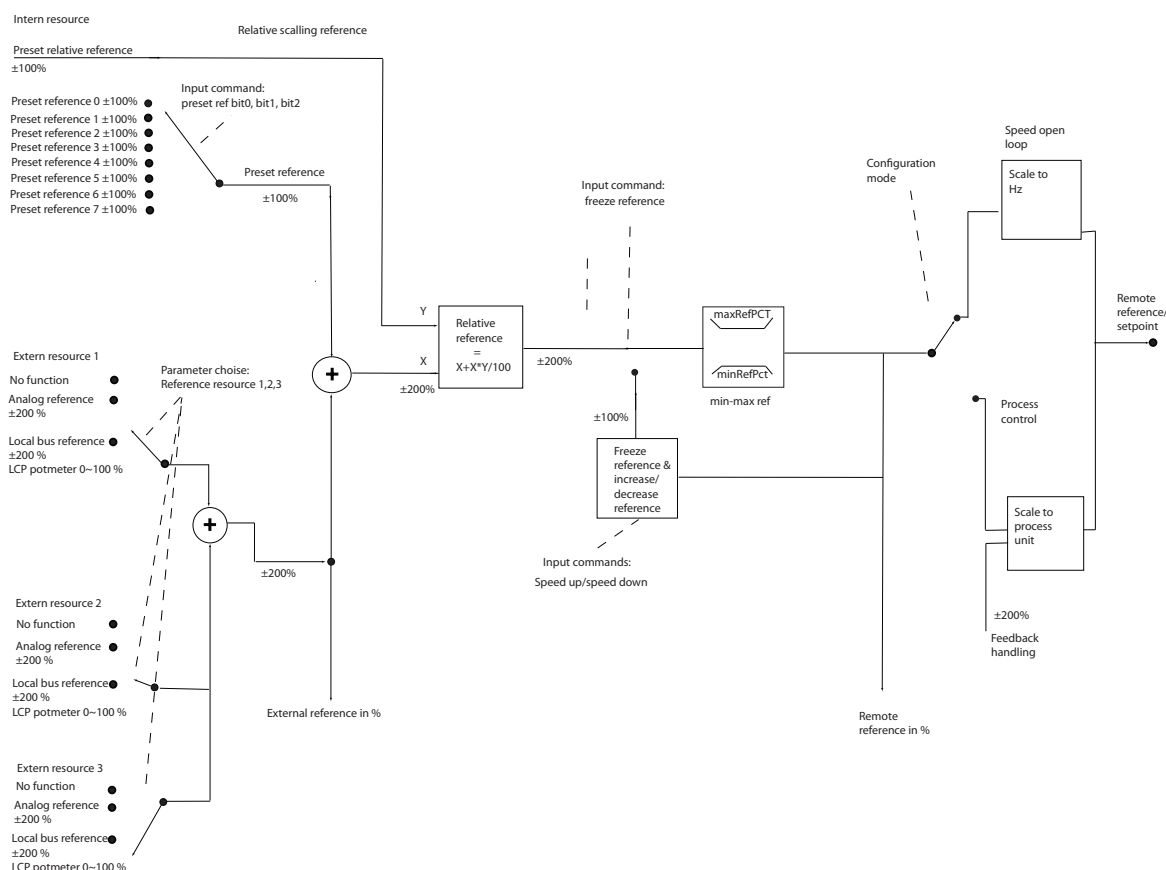 Intern resource
Relative scalling reference
Preset relative reference
±100%
Input command:
preset ref bit0, bit1, bit2
Preset reference 0 ±100%
Preset reference 1 ±100%
Preset reference 2 ±100%
Preset reference 3 ±100%
Preset reference 4 ±100%
Preset reference 5 ±100%
Preset reference 6 ±100%
Preset reference 7 ±100%
Preset reference
±100%
Input command:
freeze reference
Configuration
mode
Speed open
loop
Scale to
Hz
Y
X
±200%
Relative
reference
=
X+X*Y/100
±200%
maxRefPCT
minRefPct
min-max ref
Remote
reference/
setpoint
Extern resource 1
No function
Analog reference
±200 %
Local bus reference
±200 %
LCP potmeter 0~100 %
Parameter choise:
Reference resource 1,2,3
+
+
±200%
±100%
Freeze
reference &
increase/
decrease
reference
Input commands:
Speed up/speed down
Process
control
Scale to
process
unit
±200%
Feedback
handling
Extern resource 2
No function
Analog reference
±200 %
Local bus reference
±200 %
LCP potmeter 0~100 %
External reference in %
Remote
reference in %
Extern resource 3
No function
Analog reference
±200 %
Local bus reference
±200 %
LCP potmeter 0~100 %